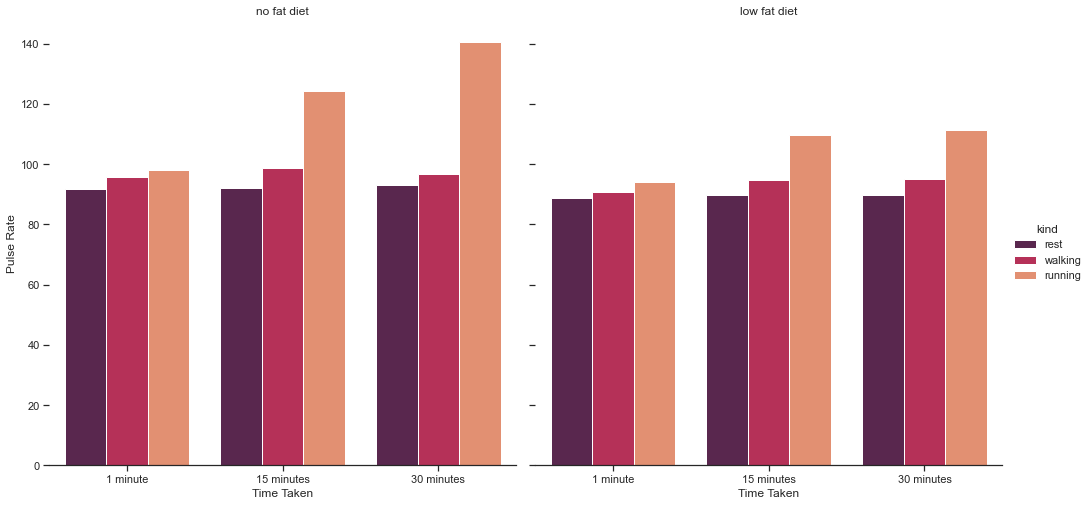 no fat diet
low fat diet
140
120
100
80
60
40
20
0
Pulse Rate
1 minute
15 minutes
30 minutes
Time Taken
1 minute
15 minutes
30 minutes
Time Taken
kind
rest
walking
running